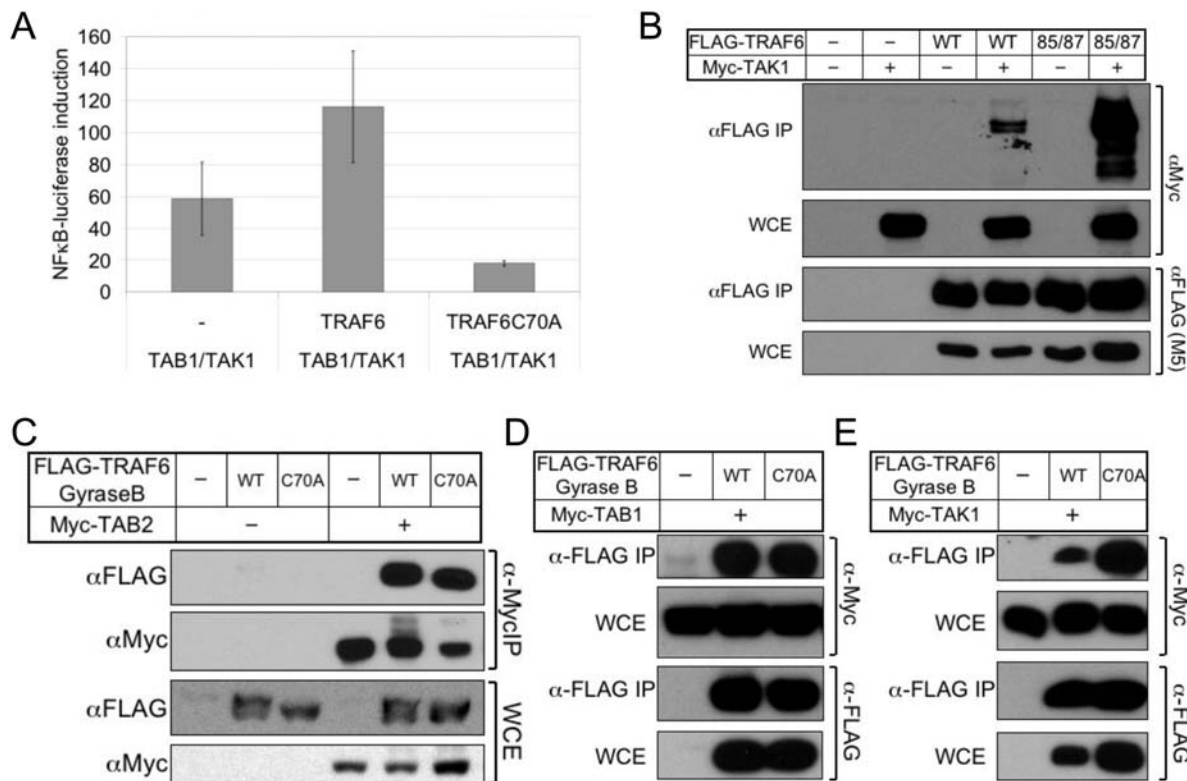 A
NFκB-luciferase induction
160
140
120
100
80
60
40
20
0
- TRAF6 TRAF6C70A
TAB1/TAK1 TAB1/TAK1 TAB1/TAK1
B
FLAG-TRAF6 – – WT WT 85/87 85/87
Myc-TAK1 – + – + – +
αFLAG IP
WCE
αMyc
αFLAG IP
WCE
αFLAG (M5)
C
FLAG-TRAF6
GyraseB
– WT C70A – WT C70A
Myc-TAB2 – +
αFLAG
αMyc
α-MycIP
αFLAG
αMyc
WCE
D
FLAG-TRAF6
Gyrase B
– WT C70A
Myc-TAB1 +
α-FLAG IP
WCE
α-Myc
α-FLAG IP
WCE
α-FLAG
E
FLAG-TRAF6
Gyrase B
– WT C70A
Myc-TAK1 +
α-FLAG IP
WCE
α-Myc
α-FLAG IP
WCE
α-FLAG